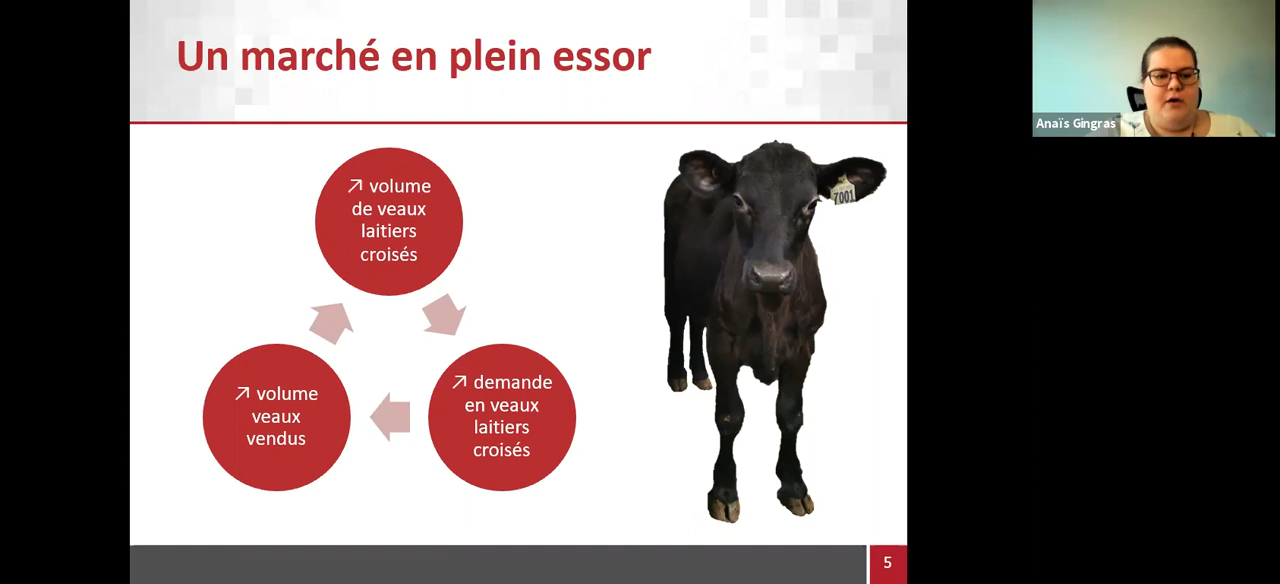 Un marché en plein essor
↗ volume
de veaux
laitiers
croisés
↗ demande
en veaux
laitiers
croisés
↗ volume
veaux
vendus
7001
5
Anaïs Gingras